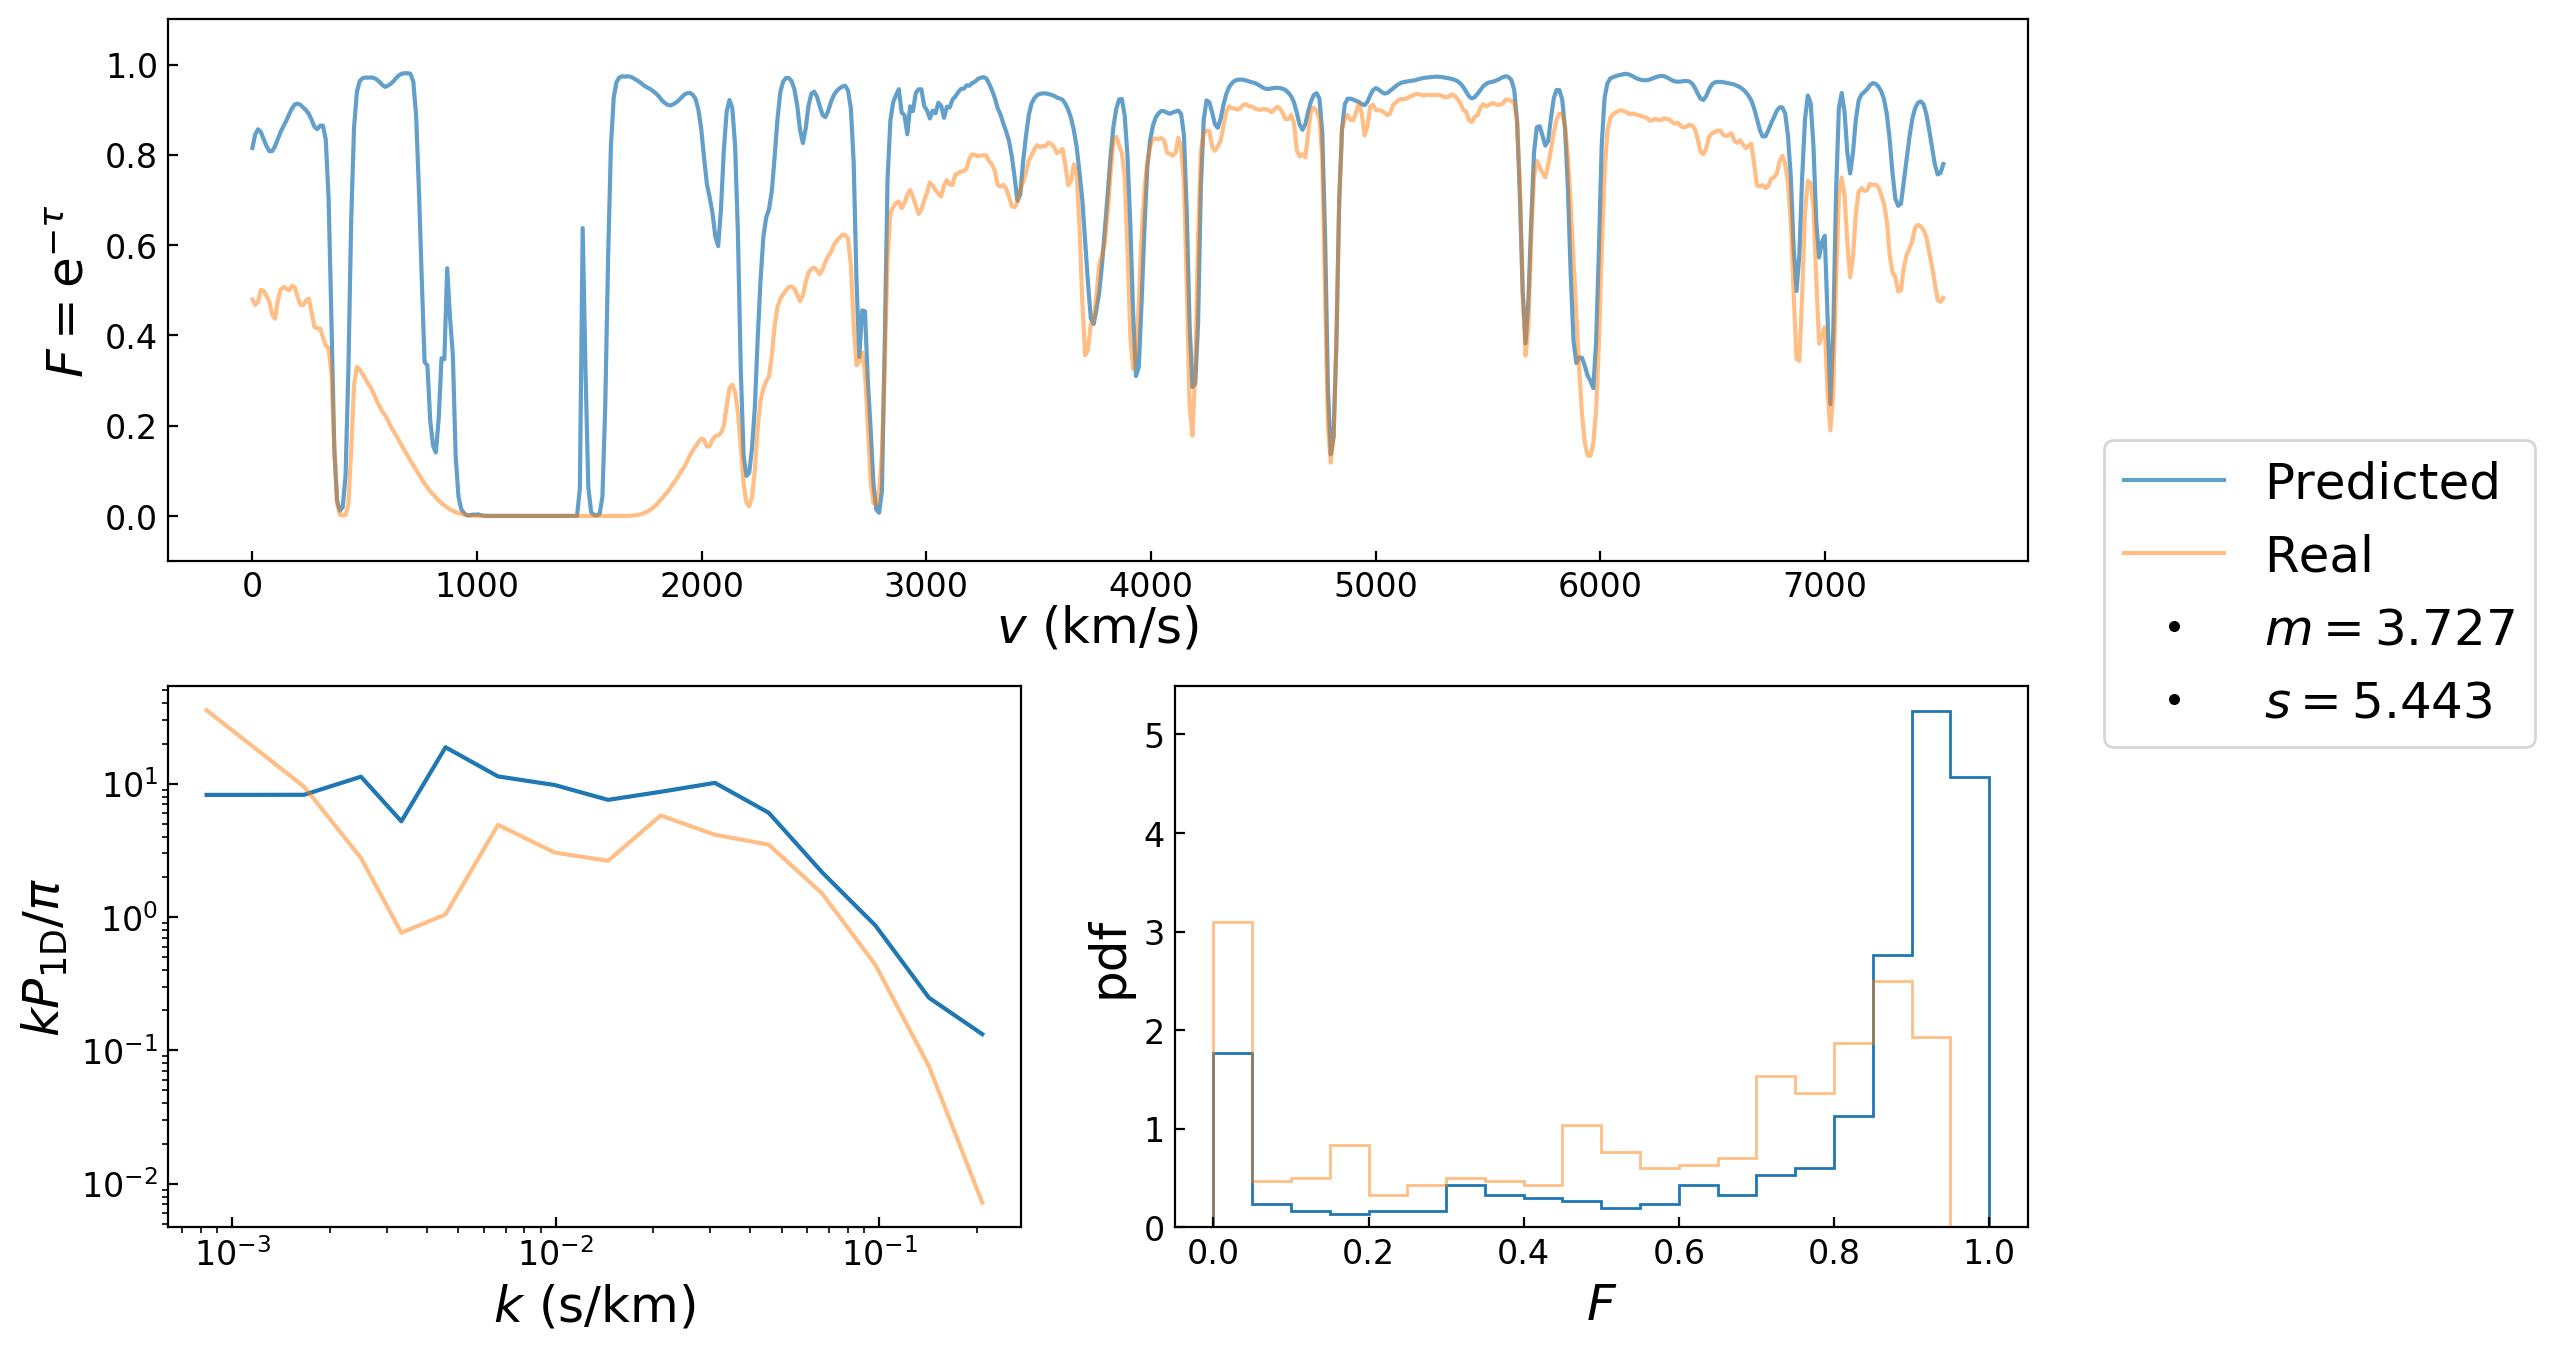 F = e^{−τ}
1.0
0.8
0.6
0.4
0.2
0.0
0 1000 2000 3000 4000 5000 6000 7000
v (km/s)
Predicted
Real
m = 3.727
s = 5.443
kP_{1D}/π
10^{1}
10^{0}
10^{−1}
10^{−2}
10^{−3} 10^{−2} 10^{−1}
k (s/km)
pdf
5
4
3
2
1
0
0.0 0.2 0.4 0.6 0.8 1.0
F